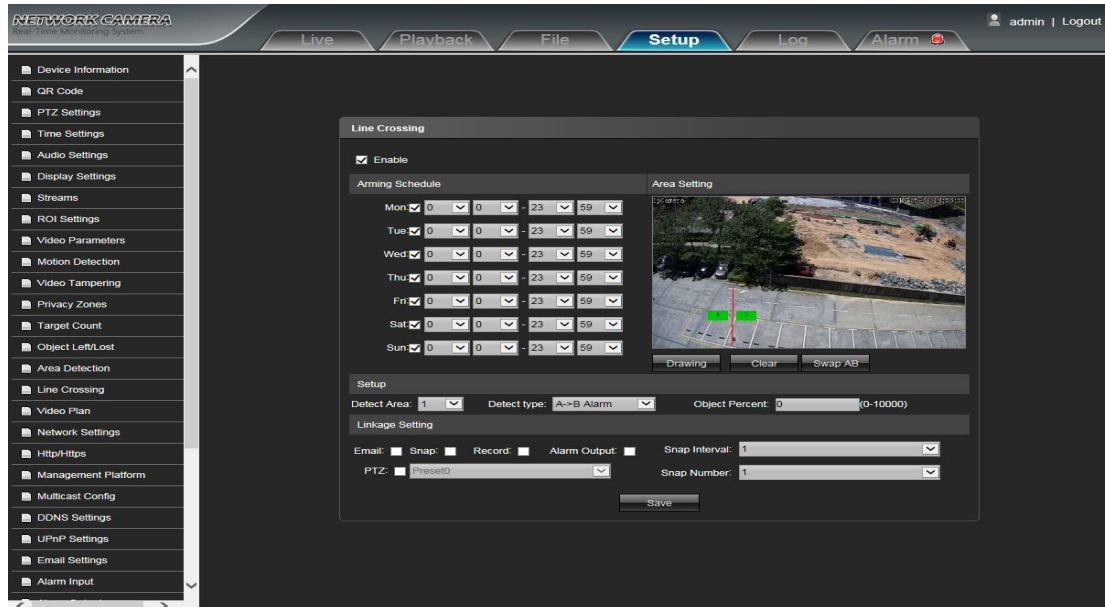 NETWORK CAMERA
Real-Time Monitoring System
admin | Logout
Live
Playback
File
Setup
Log
Alarm
Device Information
QR Code
PTZ Settings
Time Settings
Audio Settings
Display Settings
Streams
ROI Settings
Video Parameters
Motion Detection
Video Tampering
Privacy Zones
Target Count
Object Left/Lost
Area Detection
Line Crossing
Video Plan
Network Settings
Http/Https
Management Platform
Multicast Config
DDNS Settings
UPnP Settings
Email Settings
Alarm Input
Line Crossing
Enable
Arming Schedule
Area Setting
Mon: 0 0 - 23 59
Tue: 0 0 - 23 59
Wed: 0 0 - 23 59
Thu: 0 0 - 23 59
Fri: 0 0 - 23 59
Sat: 0 0 - 23 59
Sun: 0 0 - 23 59
IpCamera
Drawing Clear Swap AB
Setup
Detect Area: 1 Detect type: A->B Alarm Object Percent: 0 (0-10000)
Linkage Setting
Email: Snap: Record: Alarm Output: Snap Interval: 1
PTZ: Preset0 Snap Number: 1
Save